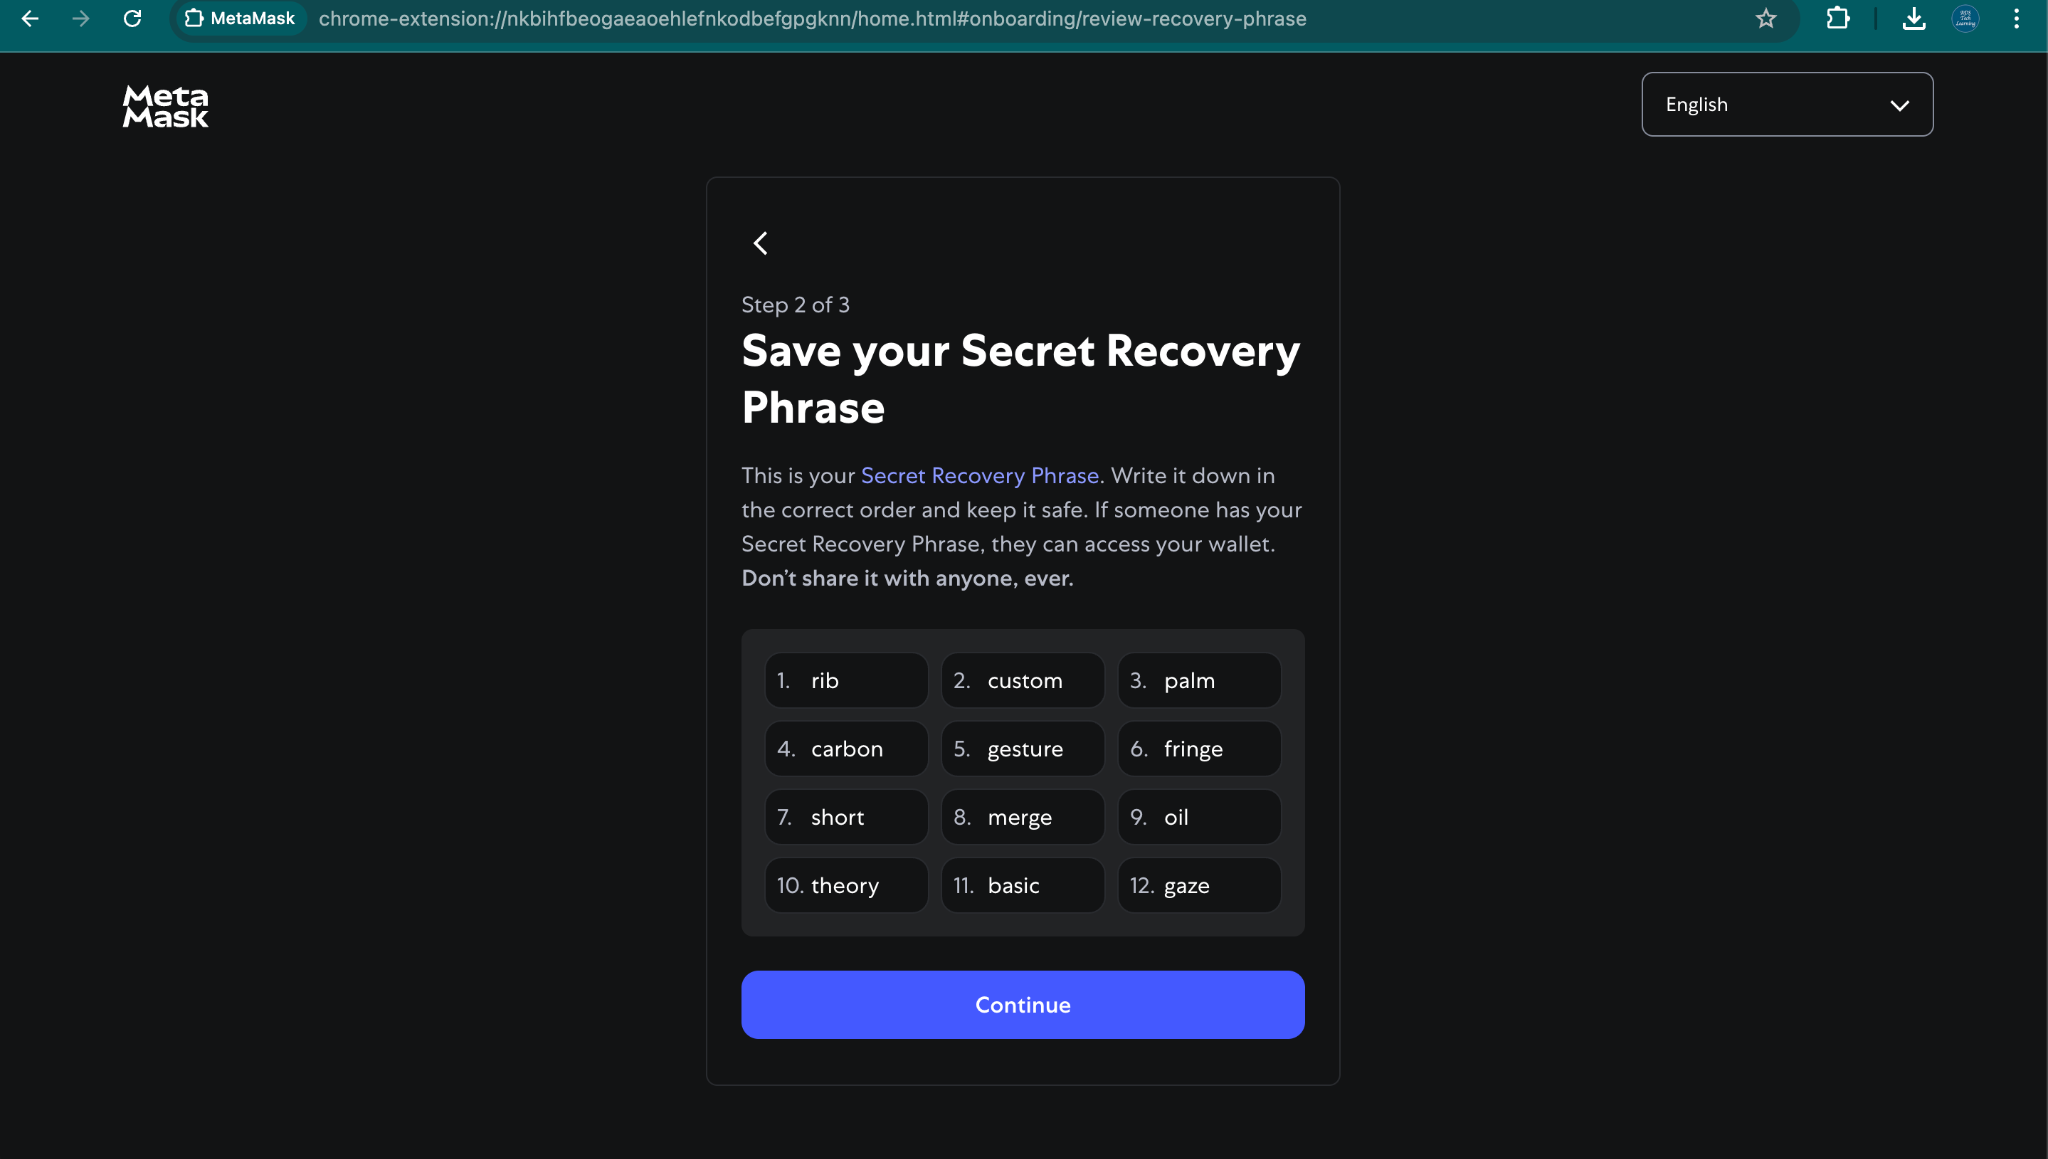 MetaMask chrome-extension://nkbihfbeogaeaoehlefnkodbefgpgknn/home.html#onboarding/review-recovery-phrase
Meta
Mask
English
Step 2 of 3
Save your Secret Recovery
Phrase
This is your Secret Recovery Phrase. Write it down in
the correct order and keep it safe. If someone has your
Secret Recovery Phrase, they can access your wallet.
Don’t share it with anyone, ever.
1. rib 2. custom 3. palm
4. carbon 5. gesture 6. fringe
7. short 8. merge 9. oil
10. theory 11. basic 12. gaze
Continue